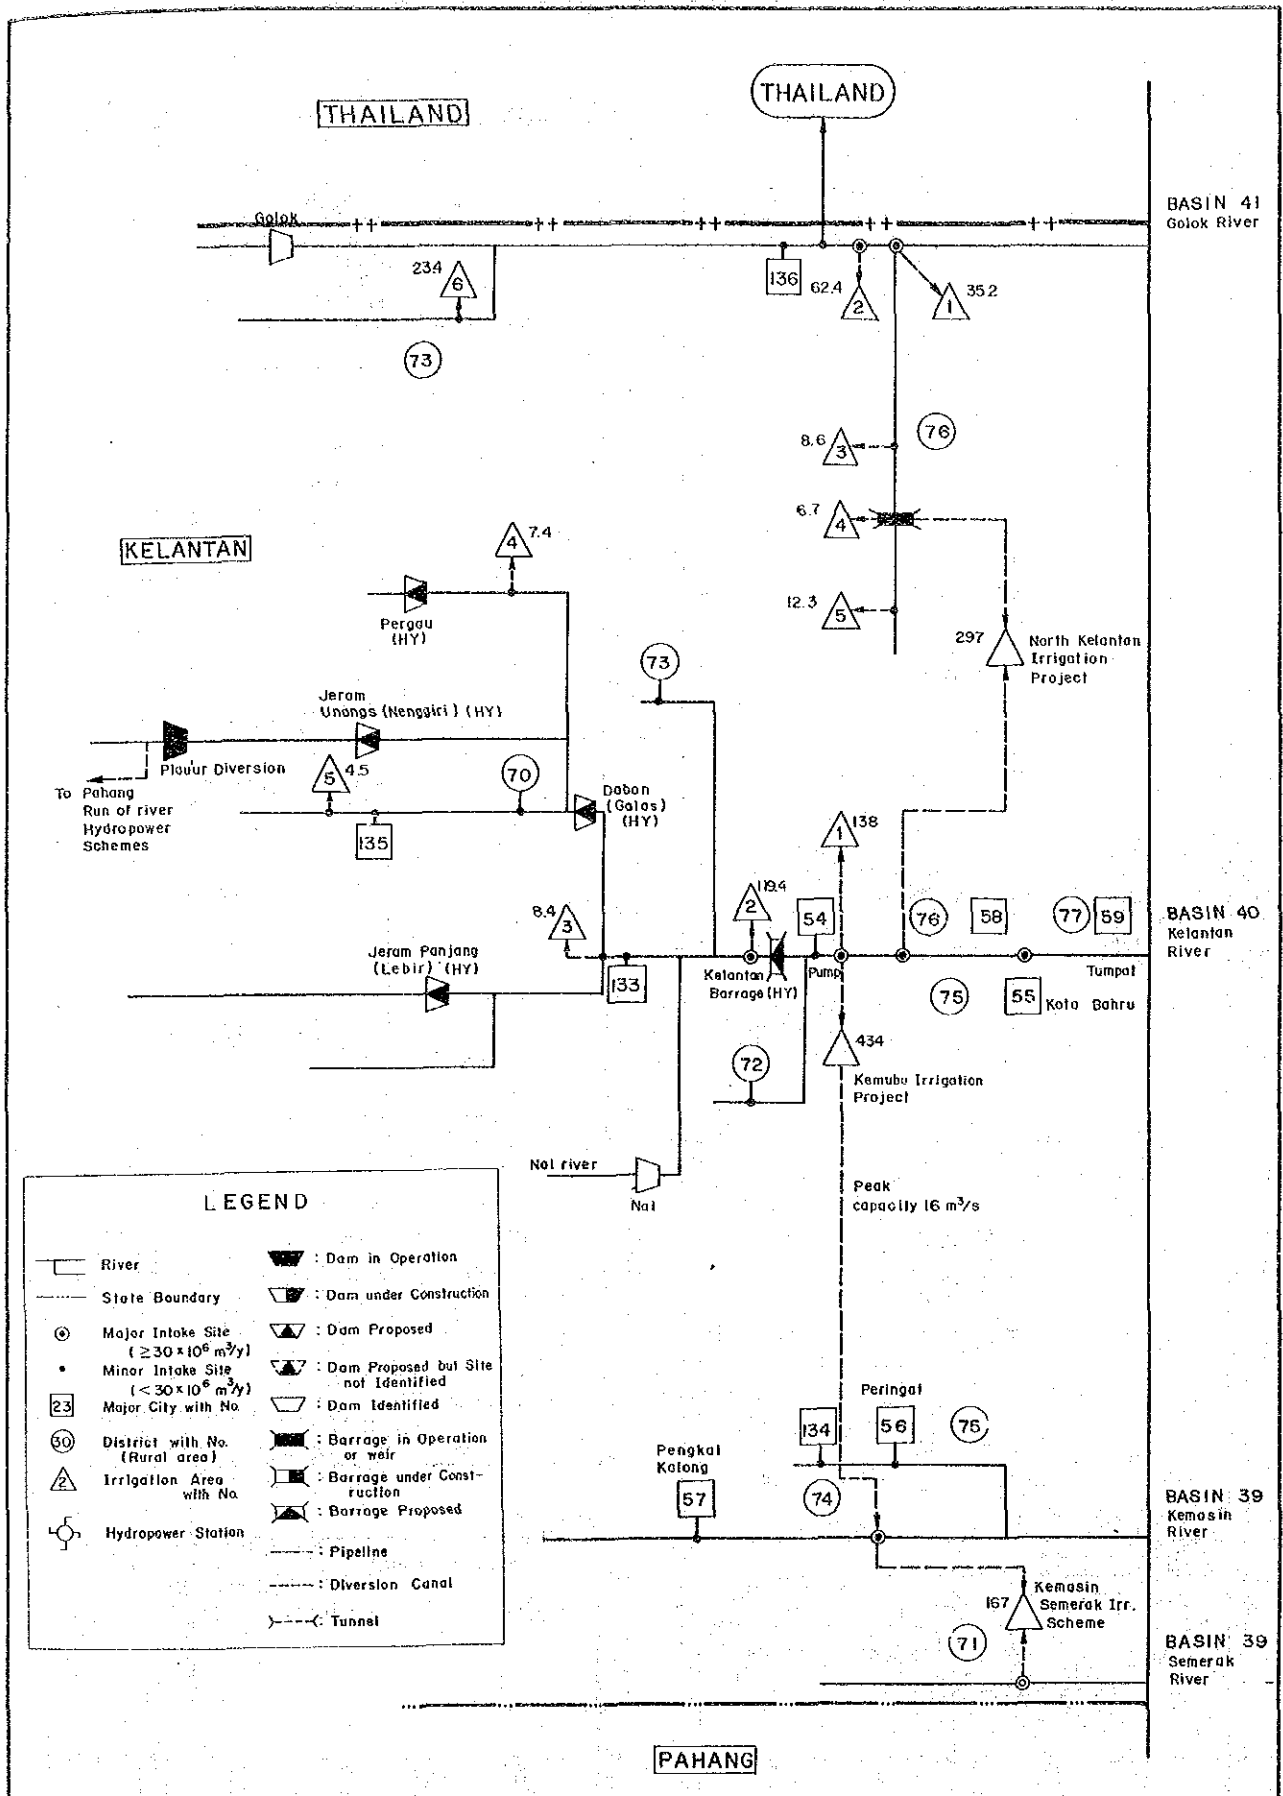 THAILAND
THAILAND
BASIN 41
Golok River
Golok
23.4
6
136
62.4
2
1
35.2
73
8.6
3
76
6.7
4
12.3
5
297
North Kelantan
Irrigation
Project
KELANTAN
4
7.4
Pergau
(HY)
73
Jeram
Unangs (Nenggiri) (HY)
Plau'ur Diversion
To Pahang
Run of river
Hydropower
Schemes
5
4.5
70
135
Dabon
(Galas)
(HY)
1
138
8.4
3
2
119.4
54
76
58
77
59
BASIN 40
Kelantan
River
Jeram Panjang
(Lebir) (HY)
133
Kelantan
Barrage (HY)
Pump
Tumpat
75
55
Kota Bahru
72
434
Kemubu Irrigation
Project
Nal river
Nal
Peak
capacity 16 m³/s
LEGEND
River
State Boundary
Major Intake Site
(≥30 x 10⁶ m³/y)
Minor Intake Site
(<30 x 10⁶ m³/y)
23
Major City with No.
30
District with No.
(Rural area)
2
Irrigation Area
with No.
Hydropower Station
: Dam in Operation
: Dam under Construction
: Dam Proposed
: Dam Proposed but Site
not Identified
: Dam Identified
: Barrage in Operation
or weir
: Barrage under Const-
ruction
: Barrage Proposed
: Pipeline
: Diversion Canal
: Tunnel
Peringat
134
56
75
Pengkal
Kalong
57
74
BASIN 39
Kemasin
River
167
Kemasin
Semerak Irr.
Scheme
71
BASIN 39
Semerak
River
PAHANG